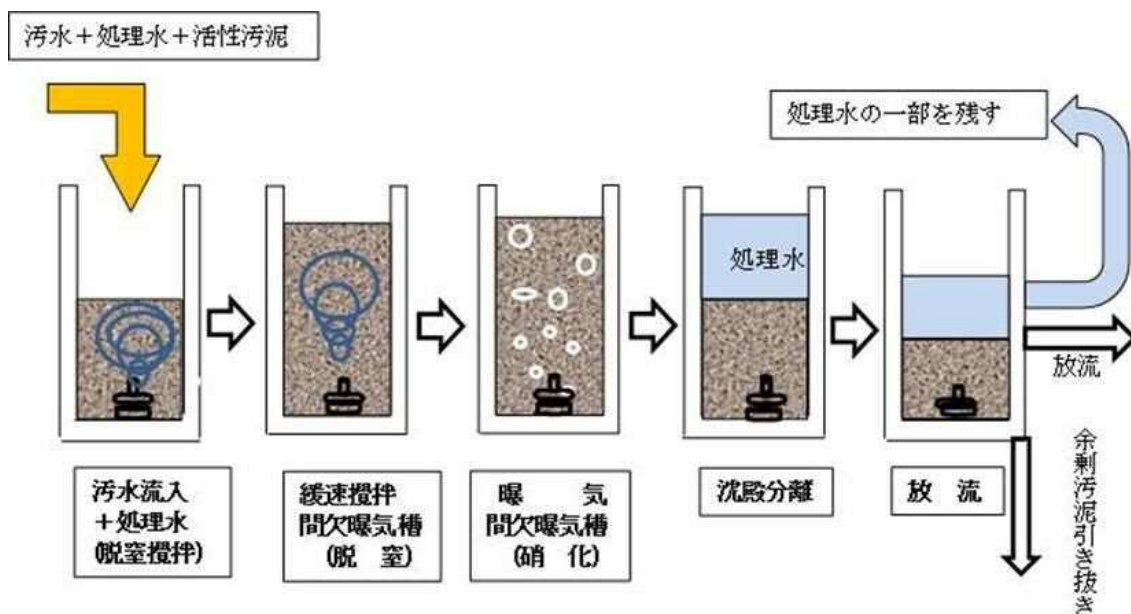 汚水＋処理水＋活性汚泥
処理水の一部を残す
処理水
放流
汚水流入
＋処理水
(脱窒攪拌)
緩速攪拌
間欠曝気槽
(脱　窒)
曝　　気
間欠曝気槽
(硝　化)
沈殿分離
放　流
余剰汚泥引き抜き